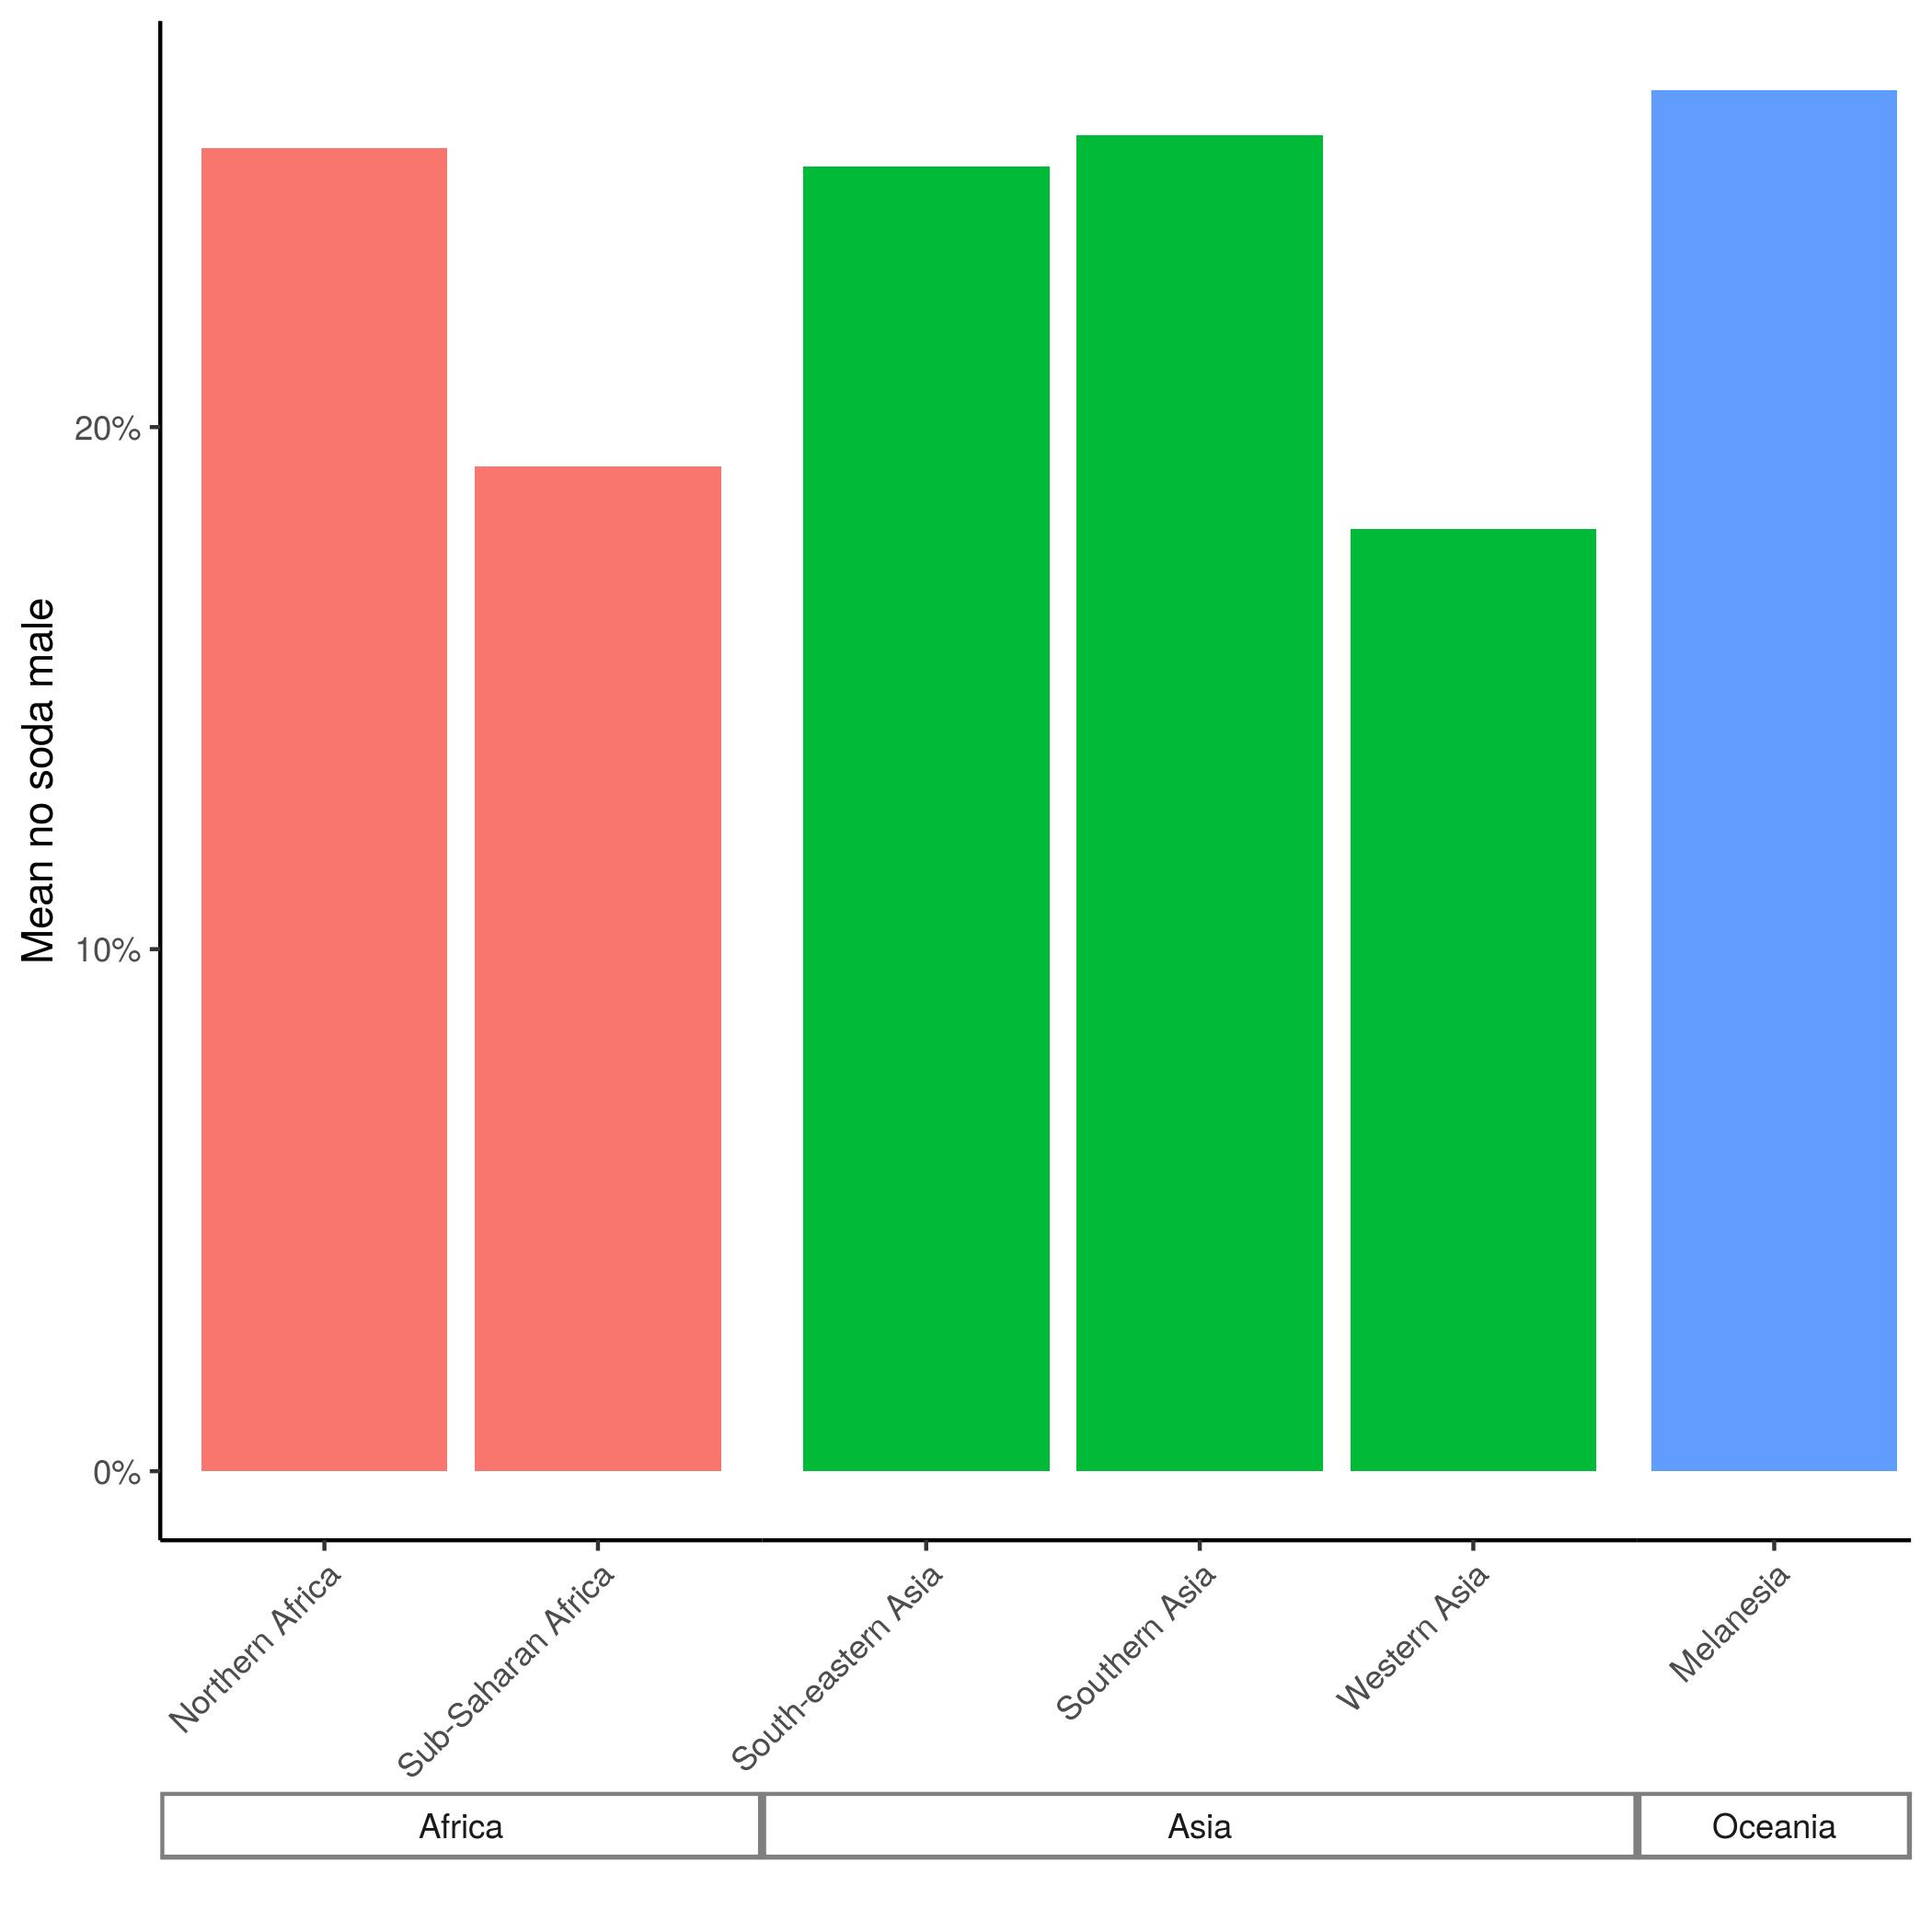 Mean no soda male
20%
10%
0%
Northern Africa
Sub-Saharan Africa
South-eastern Asia
Southern Asia
Western Asia
Melanesia
Africa
Asia
Oceania